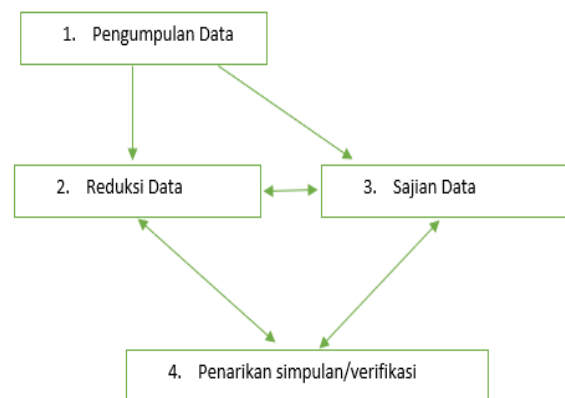 1. Pengumpulan Data
2. Reduksi Data
3. Sajian Data
4. Penarikan simpulan/verifikasi